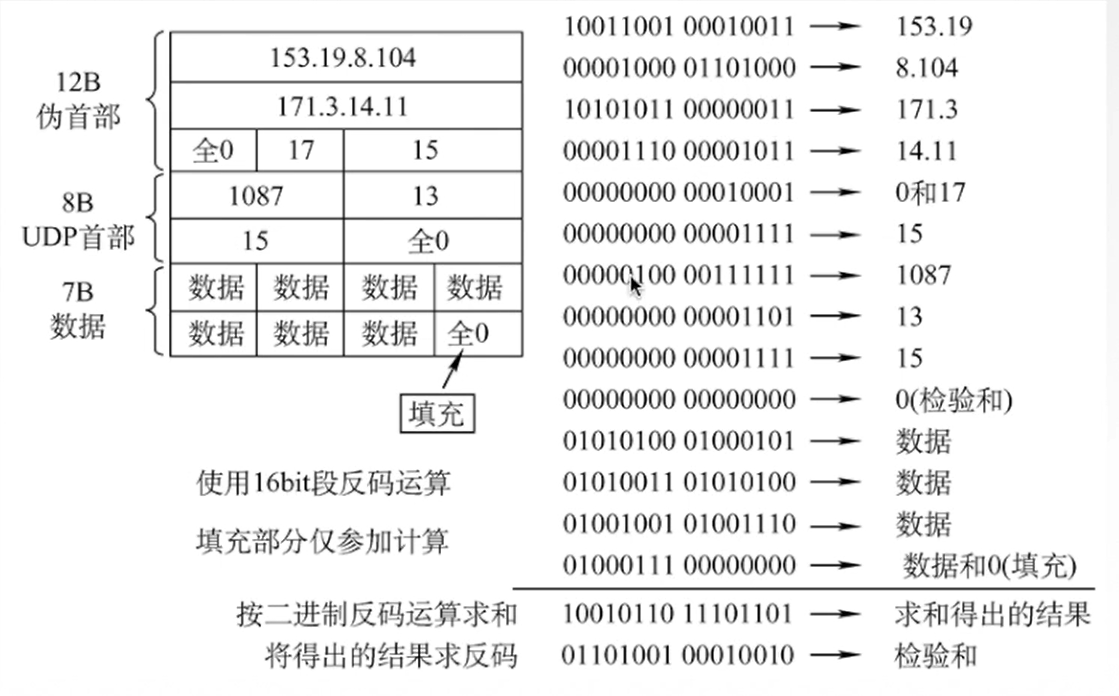 12B
伪首部
153.19.8.104
171.3.14.11
全0 17 15
8B
UDP首部
1087 13
15 全0
7B
数据
数据 数据 数据 数据
数据 数据 数据 全0
填充
使用16bit段反码运算
填充部分仅参加计算
10011001 00010011 → 153.19
00001000 01101000 → 8.104
10101011 00000011 → 171.3
00001110 00001011 → 14.11
00000000 00010001 → 0和17
00000000 00001111 → 15
00000100 00111111 → 1087
00000000 00001101 → 13
00000000 00001111 → 15
00000000 00000000 → 0(检验和)
01010100 01000101 → 数据
01010011 01010100 → 数据
01001001 01001110 → 数据
01000111 00000000 → 数据和0(填充)
按二进制反码运算求和 10010110 11101101 → 求和得出的结果
将得出的结果求反码 01101001 00010010 → 检验和